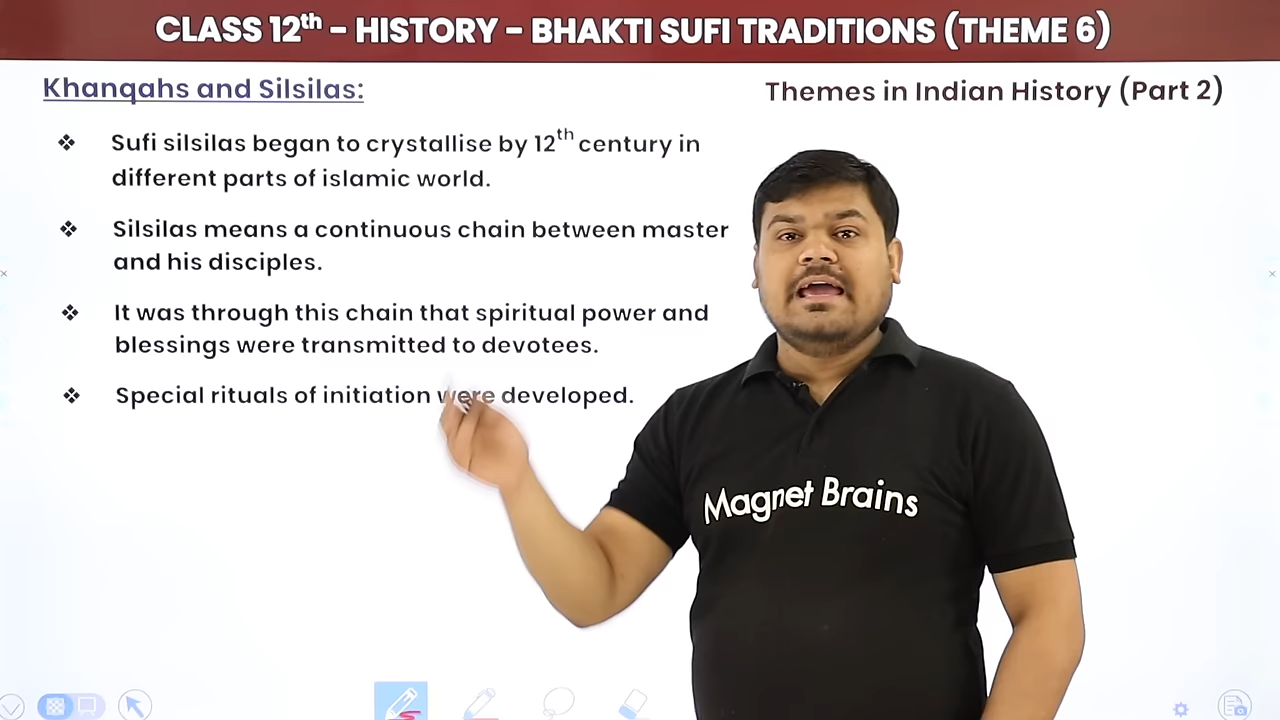 CLASS 12th - HISTORY - BHAKTI SUFI TRADITIONS (THEME 6)
Khanqahs and Silsilas:
Themes in Indian History (Part 2)
❖ Sufi silsilas began to crystallise by 12th century in
different parts of islamic world.
❖ Silsilas means a continuous chain between master
and his disciples.
❖ It was through this chain that spiritual power and
blessings were transmitted to devotees.
❖ Special rituals of initiation were developed.
Magnet Brains